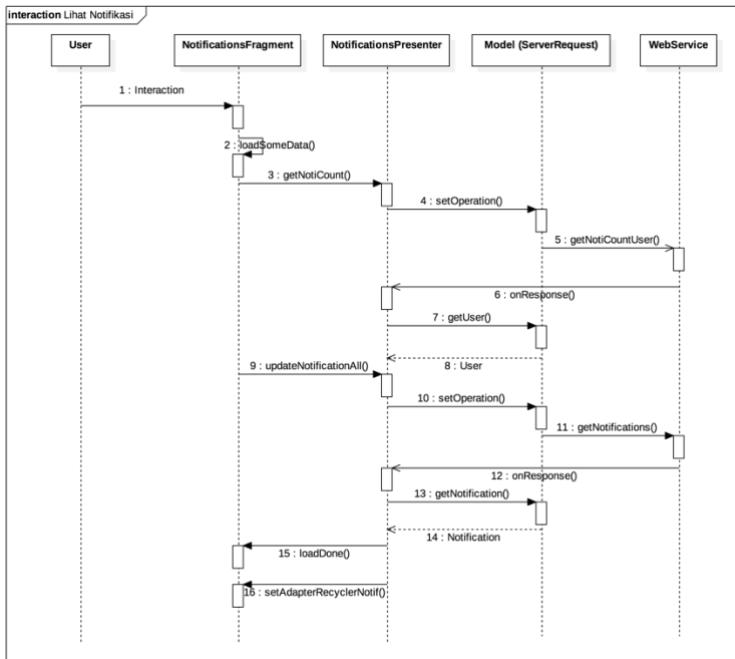 interaction Lihat Notifikasi
User
NotificationsFragment
NotificationsPresenter
Model (ServerRequest)
WebService
1 : Interaction
2 : loadSomeData()
3 : getNotiCount()
4 : setOperation()
5 : getNotiCountUser()
6 : onResponse()
7 : getUser()
8 : User
9 : updateNotificationAll()
10 : setOperation()
11 : getNotifications()
12 : onResponse()
13 : getNotification()
14 : Notification
15 : loadDone()
16 : setAdapterRecyclerNotif()